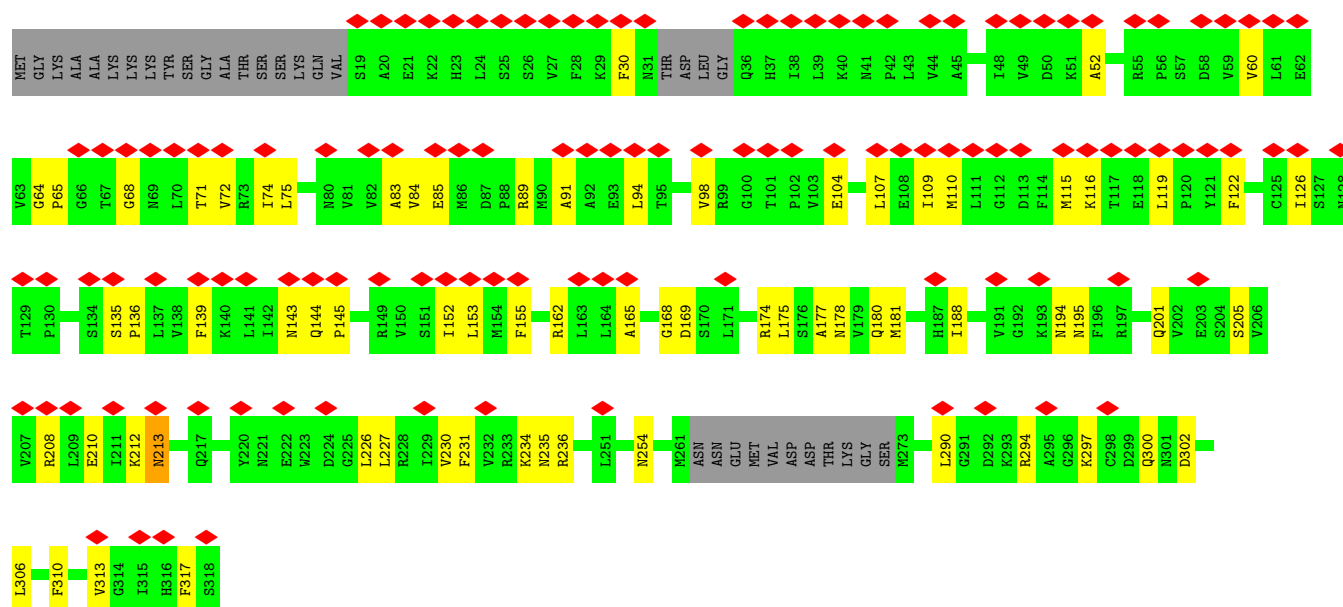 MET GLY LYS ALA ALA LYS LYS LYS TYR SER GLY ALA THR SER SER LYS GLN VAL S19 A20 E21 K22 H23 L24 S25 S26 V27 F28 K29 F30 N31 THR ASP LEU GLY Q36 H37 I38 L39 K40 N41 P42 L43 V44 A45 I48 V49 D50 K51 A52 R55 P56 S57 D58 V59 V60 L61 E62
V63 G64 P65 G66 T67 G68 N69 L70 T71 V72 R73 I74 L75 N80 V81 V82 A83 V84 E85 M86 D87 P88 R89 M90 A91 A92 E93 L94 T95 V98 R99 G100 T101 P102 V103 E104 L107 E108 I109 M110 L111 G112 D113 F114 M115 K116 T117 E118 L119 P120 Y121 F122 C125 I126 S127 N128
T129 P130 S134 S135 P136 L137 V138 F139 K140 L141 I142 N143 Q144 P145 R149 V150 S151 I152 L153 M154 F155 R162 L163 L164 A165 G168 D169 S170 L171 R174 L175 S176 A177 N178 V179 Q180 M181 H187 I188 V191 G192 K193 N194 N195 F196 R197 Q201 V202 E203 S204 S205 V206
V207 R208 L209 E210 I211 K212 N213 Q217 Y220 N221 E222 W223 D224 G225 L226 L227 R228 I229 V230 F231 V232 R233 K234 N235 R236 L251 N254 M261 ASN ASN GLU MET VAL ASP ASP THR LYS GLY SER M273 L290 G291 D292 K293 R294 A295 G296 K297 C298 D299 Q300 N301 D302
L306 F310 V313 G314 I315 H316 F317 S318